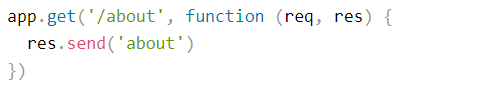 app.get('/about', function (req, res) {
  res.send('about')
})